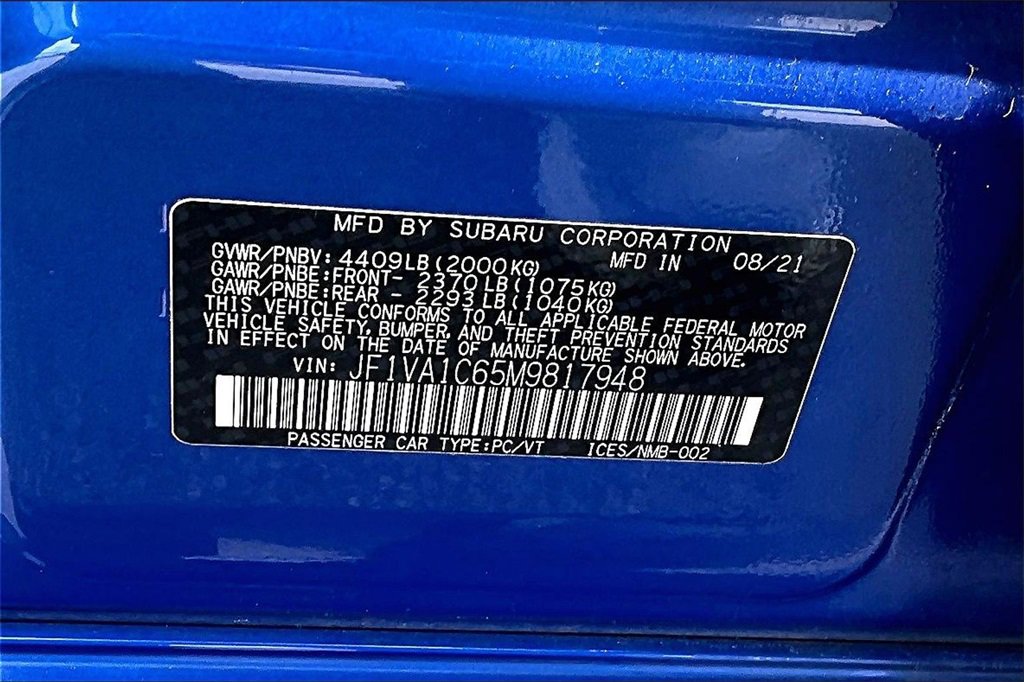 MFD BY SUBARU CORPORATION
GVWR/PNBV: 4409LB(2000KG) MFD IN 08/21
GAWR/PNBE:FRONT- 2370LB(1075KG)
GAWR/PNBE:REAR - 2293LB(1040KG)
THIS VEHICLE CONFORMS TO ALL APPLICABLE FEDERAL MOTOR
VEHICLE SAFETY, BUMPER, AND THEFT PREVENTION STANDARDS
IN EFFECT ON THE DATE OF MANUFACTURE SHOWN ABOVE.
VIN: JF1VA1C65M9817948
PASSENGER CAR TYPE:PC/VT ICES/NMB-002